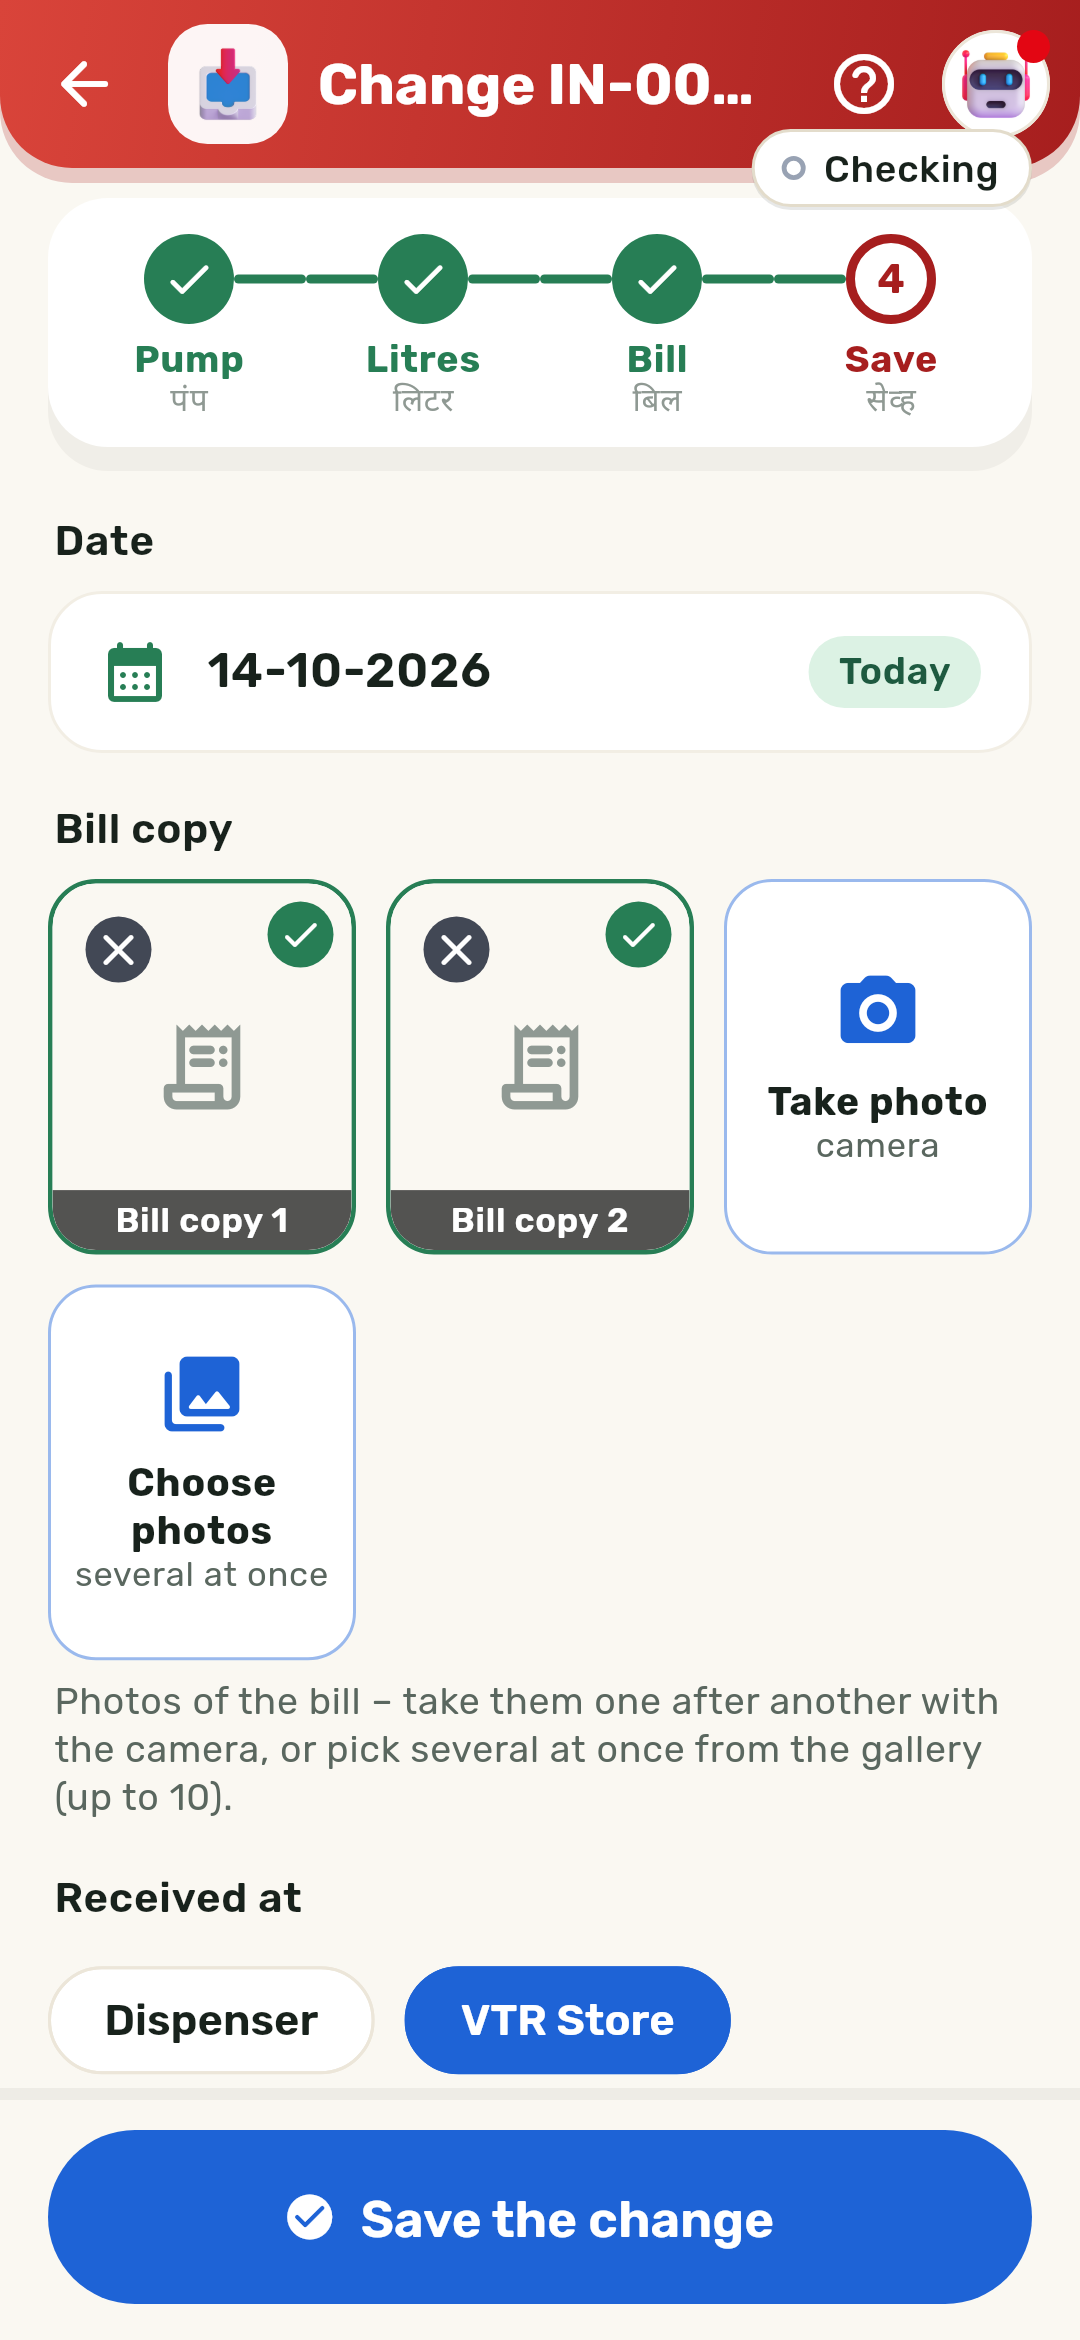 Change IN-00...
Checking
4
Pump
Litres
Bill
Save
पंप
लिटर
बिल
सेव्ह
Date
14-10-2026
Today
Bill copy
Bill copy 1
Bill copy 2
Take photo
camera
Choose
photos
several at once
Photos of the bill – take them one after another with
the camera, or pick several at once from the gallery
(up to 10).
Received at
Dispenser
VTR Store
Save the change